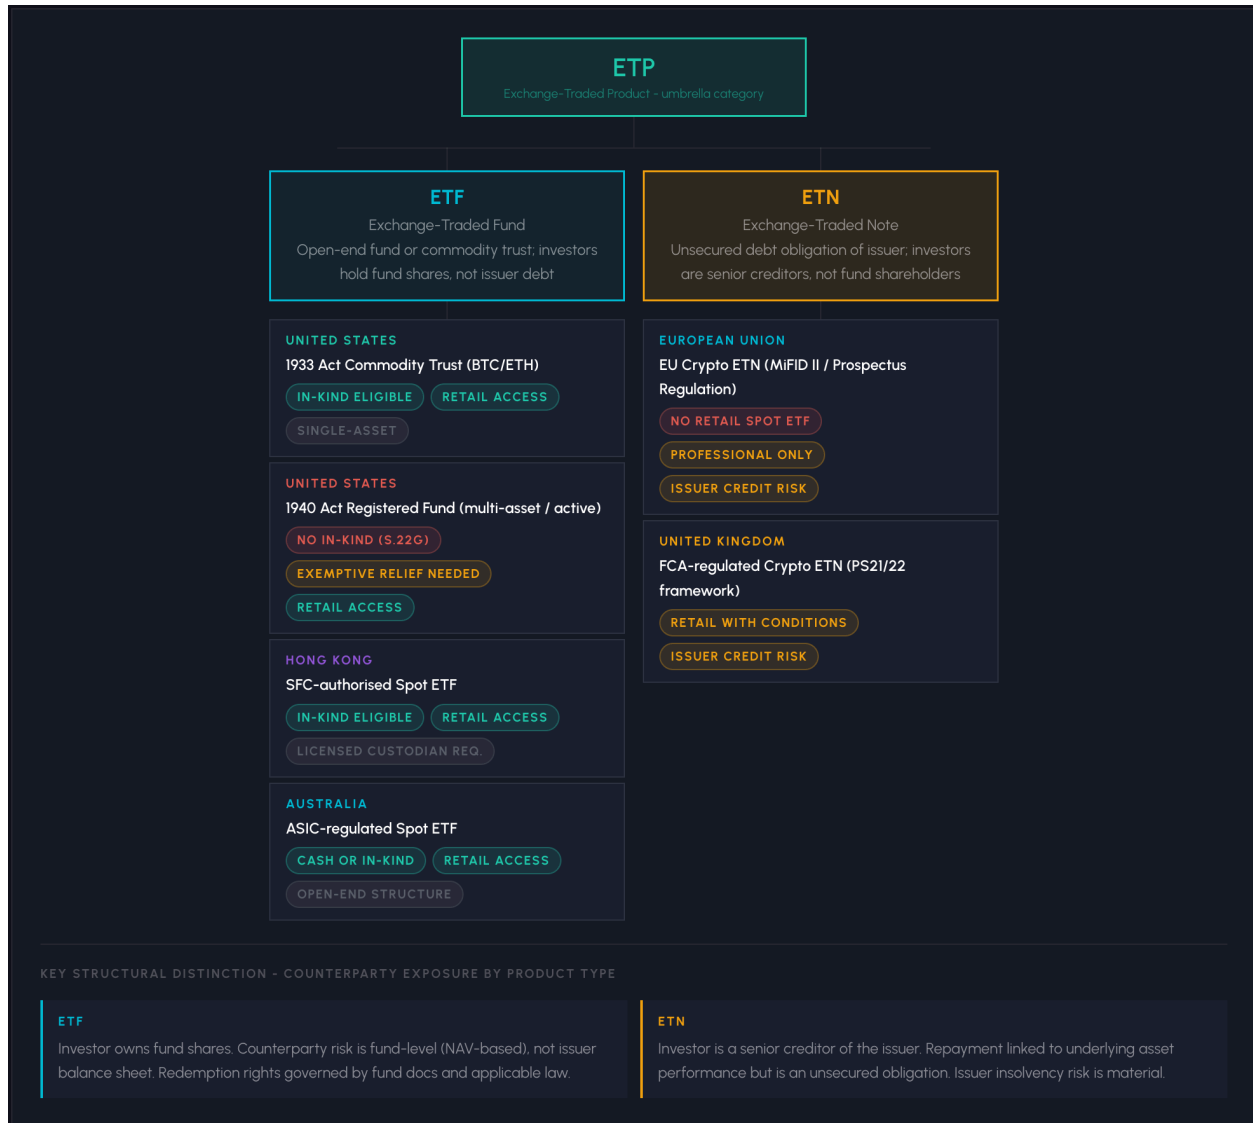 ETP
Exchange-Traded Product - umbrella category
ETF
Exchange-Traded Fund
Open-end fund or commodity trust; investors
hold fund shares, not issuer debt
UNITED STATES
1933 Act Commodity Trust (BTC/ETH)
IN-KIND ELIGIBLE
RETAIL ACCESS
SINGLE-ASSET
UNITED STATES
1940 Act Registered Fund (multi-asset / active)
NO IN-KIND (S.22G)
EXEMPTIVE RELIEF NEEDED
RETAIL ACCESS
HONG KONG
SFC-authorised Spot ETF
IN-KIND ELIGIBLE
RETAIL ACCESS
LICENSED CUSTODIAN REQ.
AUSTRALIA
ASIC-regulated Spot ETF
CASH OR IN-KIND
RETAIL ACCESS
OPEN-END STRUCTURE
ETN
Exchange-Traded Note
Unsecured debt obligation of issuer; investors
are senior creditors, not fund shareholders
EUROPEAN UNION
EU Crypto ETN (MiFID II / Prospectus
Regulation)
NO RETAIL SPOT ETF
PROFESSIONAL ONLY
ISSUER CREDIT RISK
UNITED KINGDOM
FCA-regulated Crypto ETN (PS21/22
framework)
RETAIL WITH CONDITIONS
ISSUER CREDIT RISK
KEY STRUCTURAL DISTINCTION - COUNTERPARTY EXPOSURE BY PRODUCT TYPE
ETF
Investor owns fund shares. Counterparty risk is fund-level (NAV-based), not issuer
balance sheet. Redemption rights governed by fund docs and applicable law.
ETN
Investor is a senior creditor of the issuer. Repayment linked to underlying asset
performance but is an unsecured obligation. Issuer insolvency risk is material.